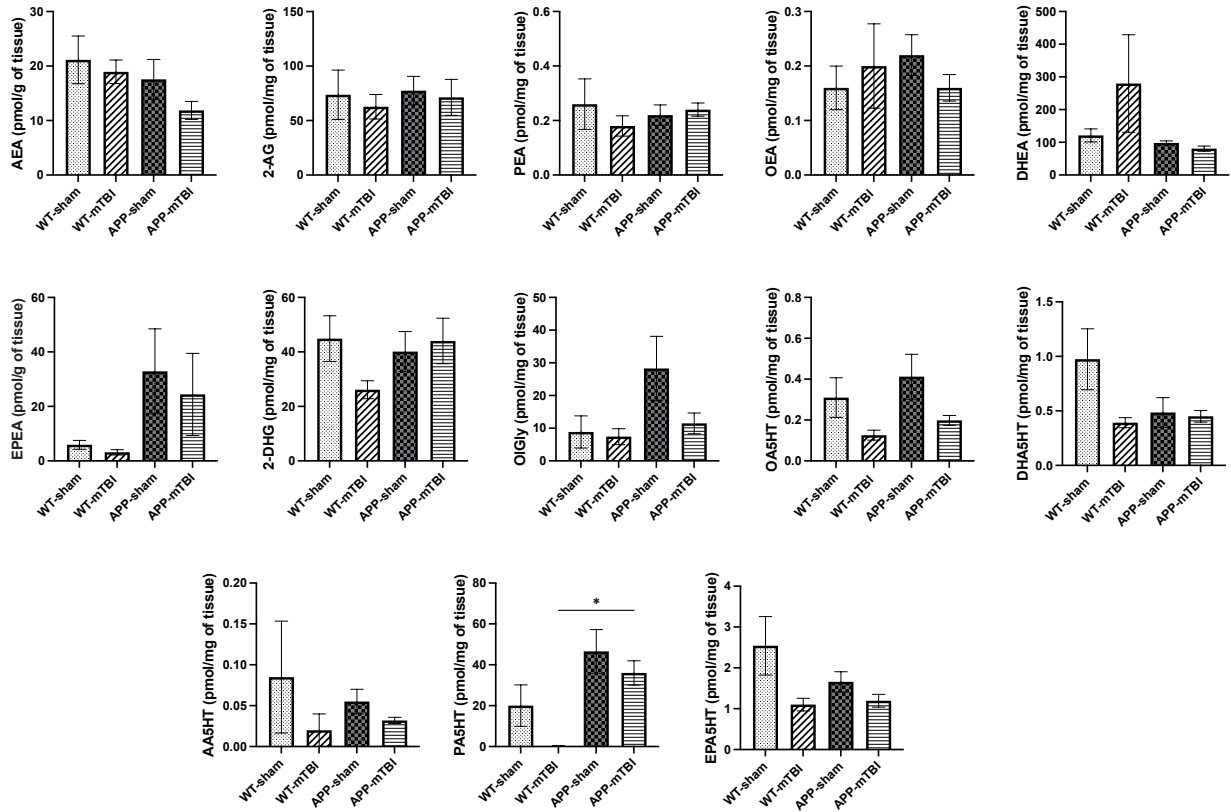 AEA (pmol/g of tissue)
30
20
10
0
WT-sham
WT-mTBI
APP-sham
APP-mTBI
2-AG (pmol/mg of tissue)
150
100
50
0
WT-sham
WT-mTBI
APP-sham
APP-mTBI
PEA (pmol/mg of tissue)
0.6
0.4
0.2
0.0
WT-sham
WT-mTBI
APP-sham
APP-mTBI
OEA (pmol/mg of tissue)
0.3
0.2
0.1
0.0
WT-sham
WT-mTBI
APP-sham
APP-mTBI
DHEA (pmol/mg of tissue)
500
400
300
200
100
0
WT-sham
WT-mTBI
APP-sham
APP-mTBI
EPEA (pmol/g of tissue)
60
40
20
0
WT-sham
WT-mTBI
APP-sham
APP-mTBI
2-DHG (pmol/mg of tissue)
60
40
20
0
WT-sham
WT-mTBI
APP-sham
APP-mTBI
OlGly (pmol/mg of tissue)
50
40
30
20
10
0
WT-sham
WT-mTBI
APP-sham
APP-mTBI
OA5HT (pmol/mg of tissue)
0.8
0.6
0.4
0.2
0.0
WT-sham
WT-mTBI
APP-sham
APP-mTBI
DHA5HT (pmol/mg of tissue)
1.5
1.0
0.5
0.0
WT-sham
WT-mTBI
APP-sham
APP-mTBI
AA5HT (pmol/mg of tissue)
0.20
0.15
0.10
0.05
0.00
WT-sham
WT-mTBI
APP-sham
APP-mTBI
PA5HT (pmol/mg of tissue)
80
60
40
20
0
*
WT-sham
WT-mTBI
APP-sham
APP-mTBI
EPA5HT (pmol/mg of tissue)
4
3
2
1
0
WT-sham
WT-mTBI
APP-sham
APP-mTBI